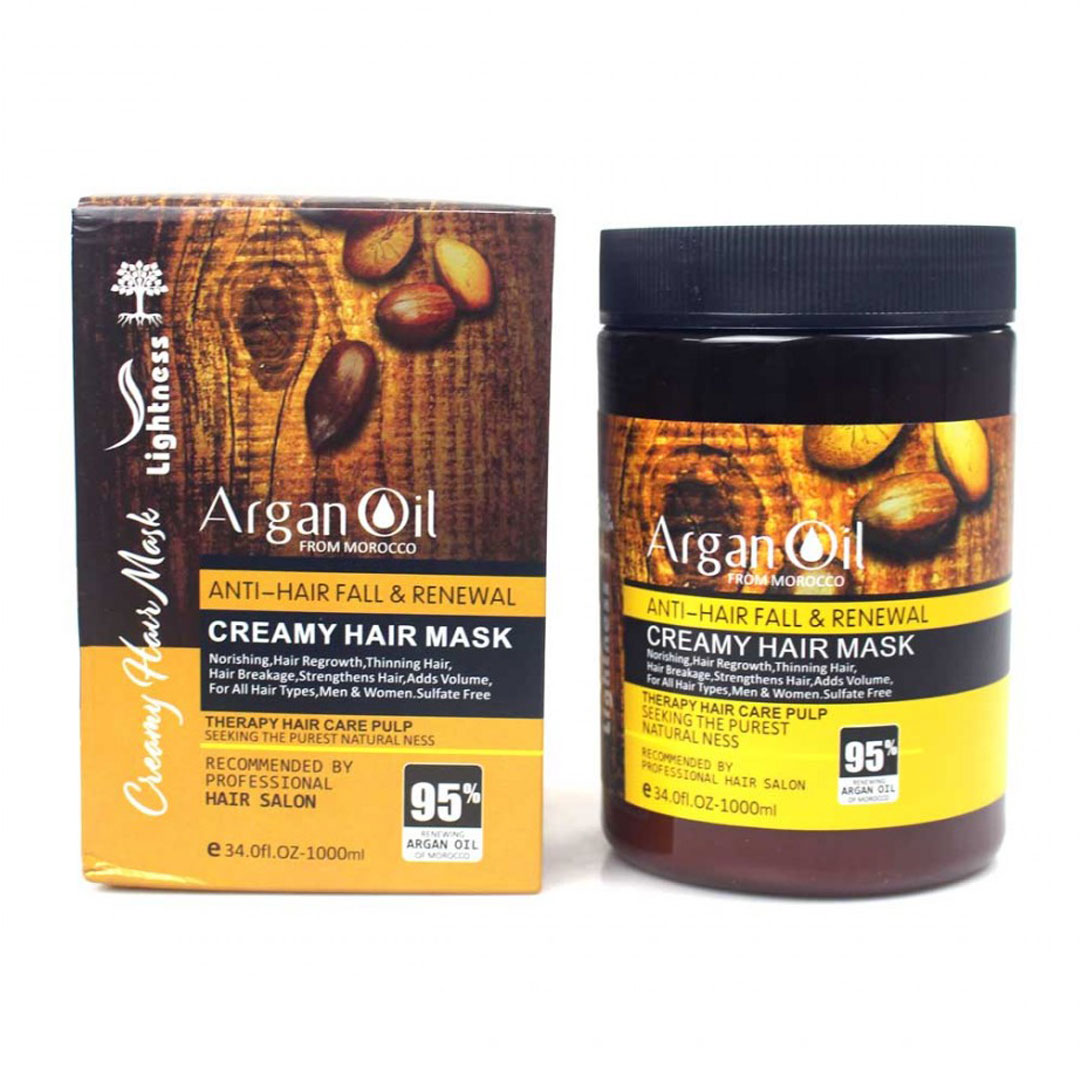 Lightness
Creamy Hair Mask
Argan Oil
FROM MOROCCO
ANTI-HAIR FALL & RENEWAL
CREAMY HAIR MASK
Norishing,Hair Regrowth,Thinning Hair,
Hair Breakage,Strengthens Hair,Adds Volume,
For All Hair Types,Men & Women.Sulfate Free
THERAPY HAIR CARE PULP
SEEKING THE PUREST NATURAL NESS
RECOMMENDED BY
PROFESSIONAL
HAIR SALON
95%
RENEWING
ARGAN OIL
OF MOROCCO
e 34.0fl.OZ-1000ml
Argan Oil
FROM MOROCCO
ANTI-HAIR FALL & RENEWAL
CREAMY HAIR MASK
Norishing,Hair Regrowth,Thinning Hair,
Hair Breakage,Strengthens Hair,Adds Volume,
For All Hair Types,Men & Women.Sulfate Free
Lightness
THERAPY HAIR CARE PULP
SEEKING THE PUREST
NATURAL NESS
RECOMMENDED BY
PROFESSIONAL HAIR SALON
95%
RENEWING
ARGAN OIL
OF MOROCCO
e 34.0fl.OZ-1000ml